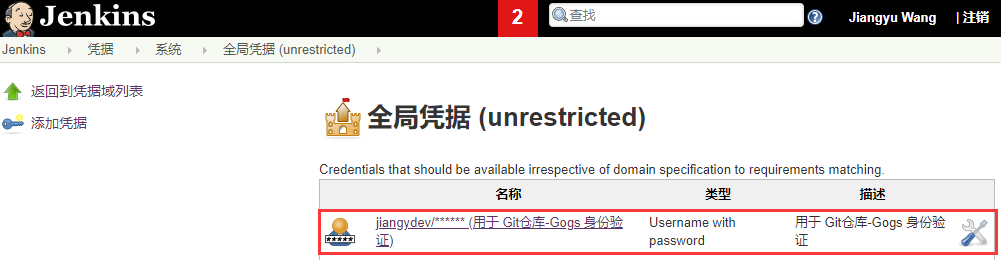 Jenkins
2
查找
Jiangyu Wang
| 注销
Jenkins
凭据
系统
全局凭据 (unrestricted)
返回到凭据域列表
添加凭据
全局凭据 (unrestricted)
Credentials that should be available irrespective of domain specification to requirements matching.
名称
类型
描述
jiangydev/****** (用于 Git仓库-Gogs 身份验
证)
Username with
password
用于 Git仓库-Gogs 身份验
证